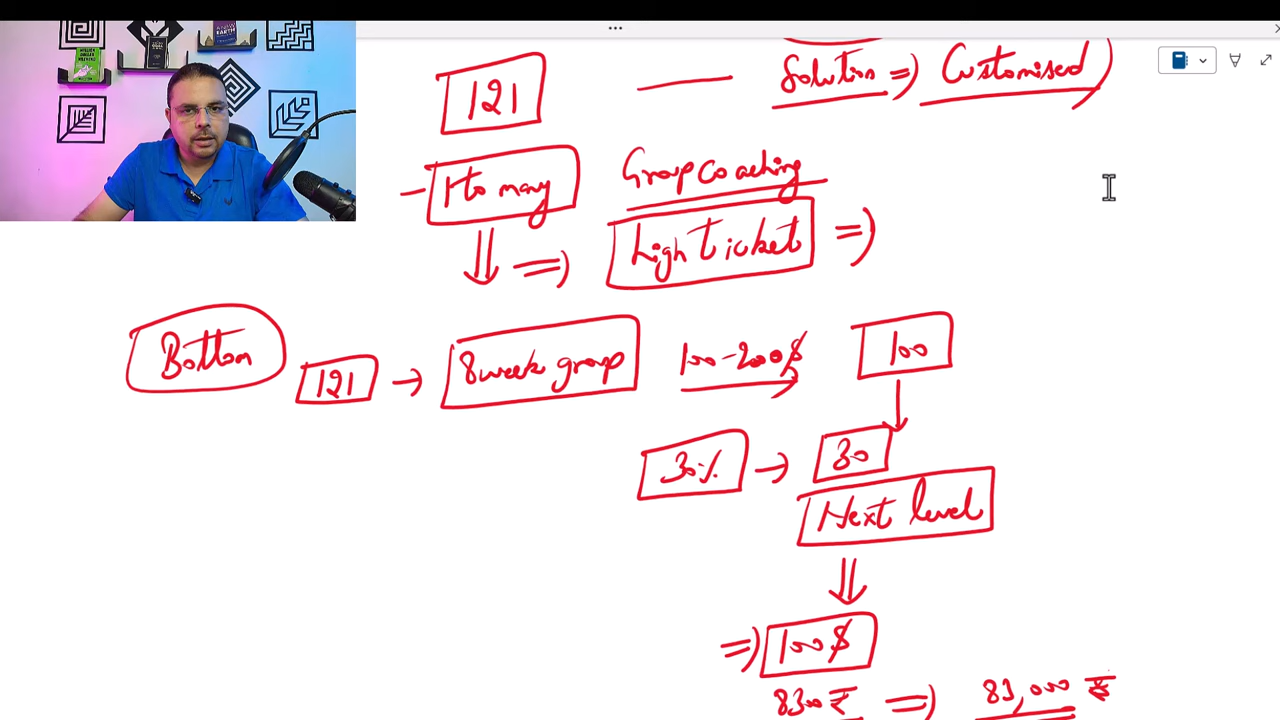 Solution => Customised)
121
- 1 to many Group coaching
high ticket =>
=>
Bottom
121 → 8 week group 100-200$ 100
30% → 30
Next level
=> 100$
8300 ₹ => 83,000 ₹